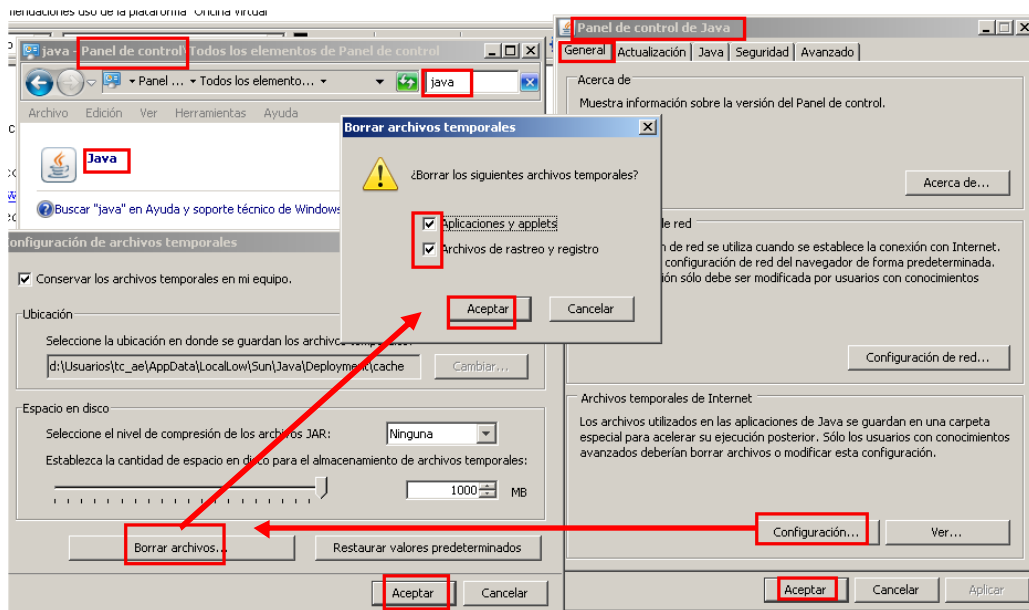 mendaciones uso de la plataforma "Oficina Virtual"
java - Panel de control\Todos los elementos de Panel de control
Panel ... Todos los elemento...
java
Archivo Edición Ver Herramientas Ayuda
Java
Buscar "java" en Ayuda y soporte técnico de Windows
onfiguración de archivos temporales
Conservar los archivos temporales en mi equipo.
Ubicación
Seleccione la ubicación en donde se guardan los archivos temporales:
d:\Usuarios\tc_ae\AppData\LocalLow\Sun\Java\Deployment\cache
Cambiar...
Espacio en disco
Seleccione el nivel de compresión de los archivos JAR:
Ninguna
Establezca la cantidad de espacio en disco para el almacenamiento de archivos temporales:
1000 MB
Borrar archivos...
Restaurar valores predeterminados
Aceptar
Cancelar
Borrar archivos temporales
¿Borrar los siguientes archivos temporales?
Aplicaciones y applets
Archivos de rastreo y registro
Aceptar
Cancelar
Panel de control de Java
General Actualización Java Seguridad Avanzado
Acerca de
Muestra información sobre la versión del Panel de control.
Acerca de...
de red
n de red se utiliza cuando se establece la conexión con Internet.
configuración de red del navegador de forma predeterminada.
ión sólo debe ser modificada por usuarios con conocimientos
Configuración de red...
Archivos temporales de Internet
Los archivos utilizados en las aplicaciones de Java se guardan en una carpeta
especial para acelerar su ejecución posterior. Sólo los usuarios con conocimientos
avanzados deberían borrar archivos o modificar esta configuración.
Configuración...
Ver...
Aceptar
Cancelar
Aplicar